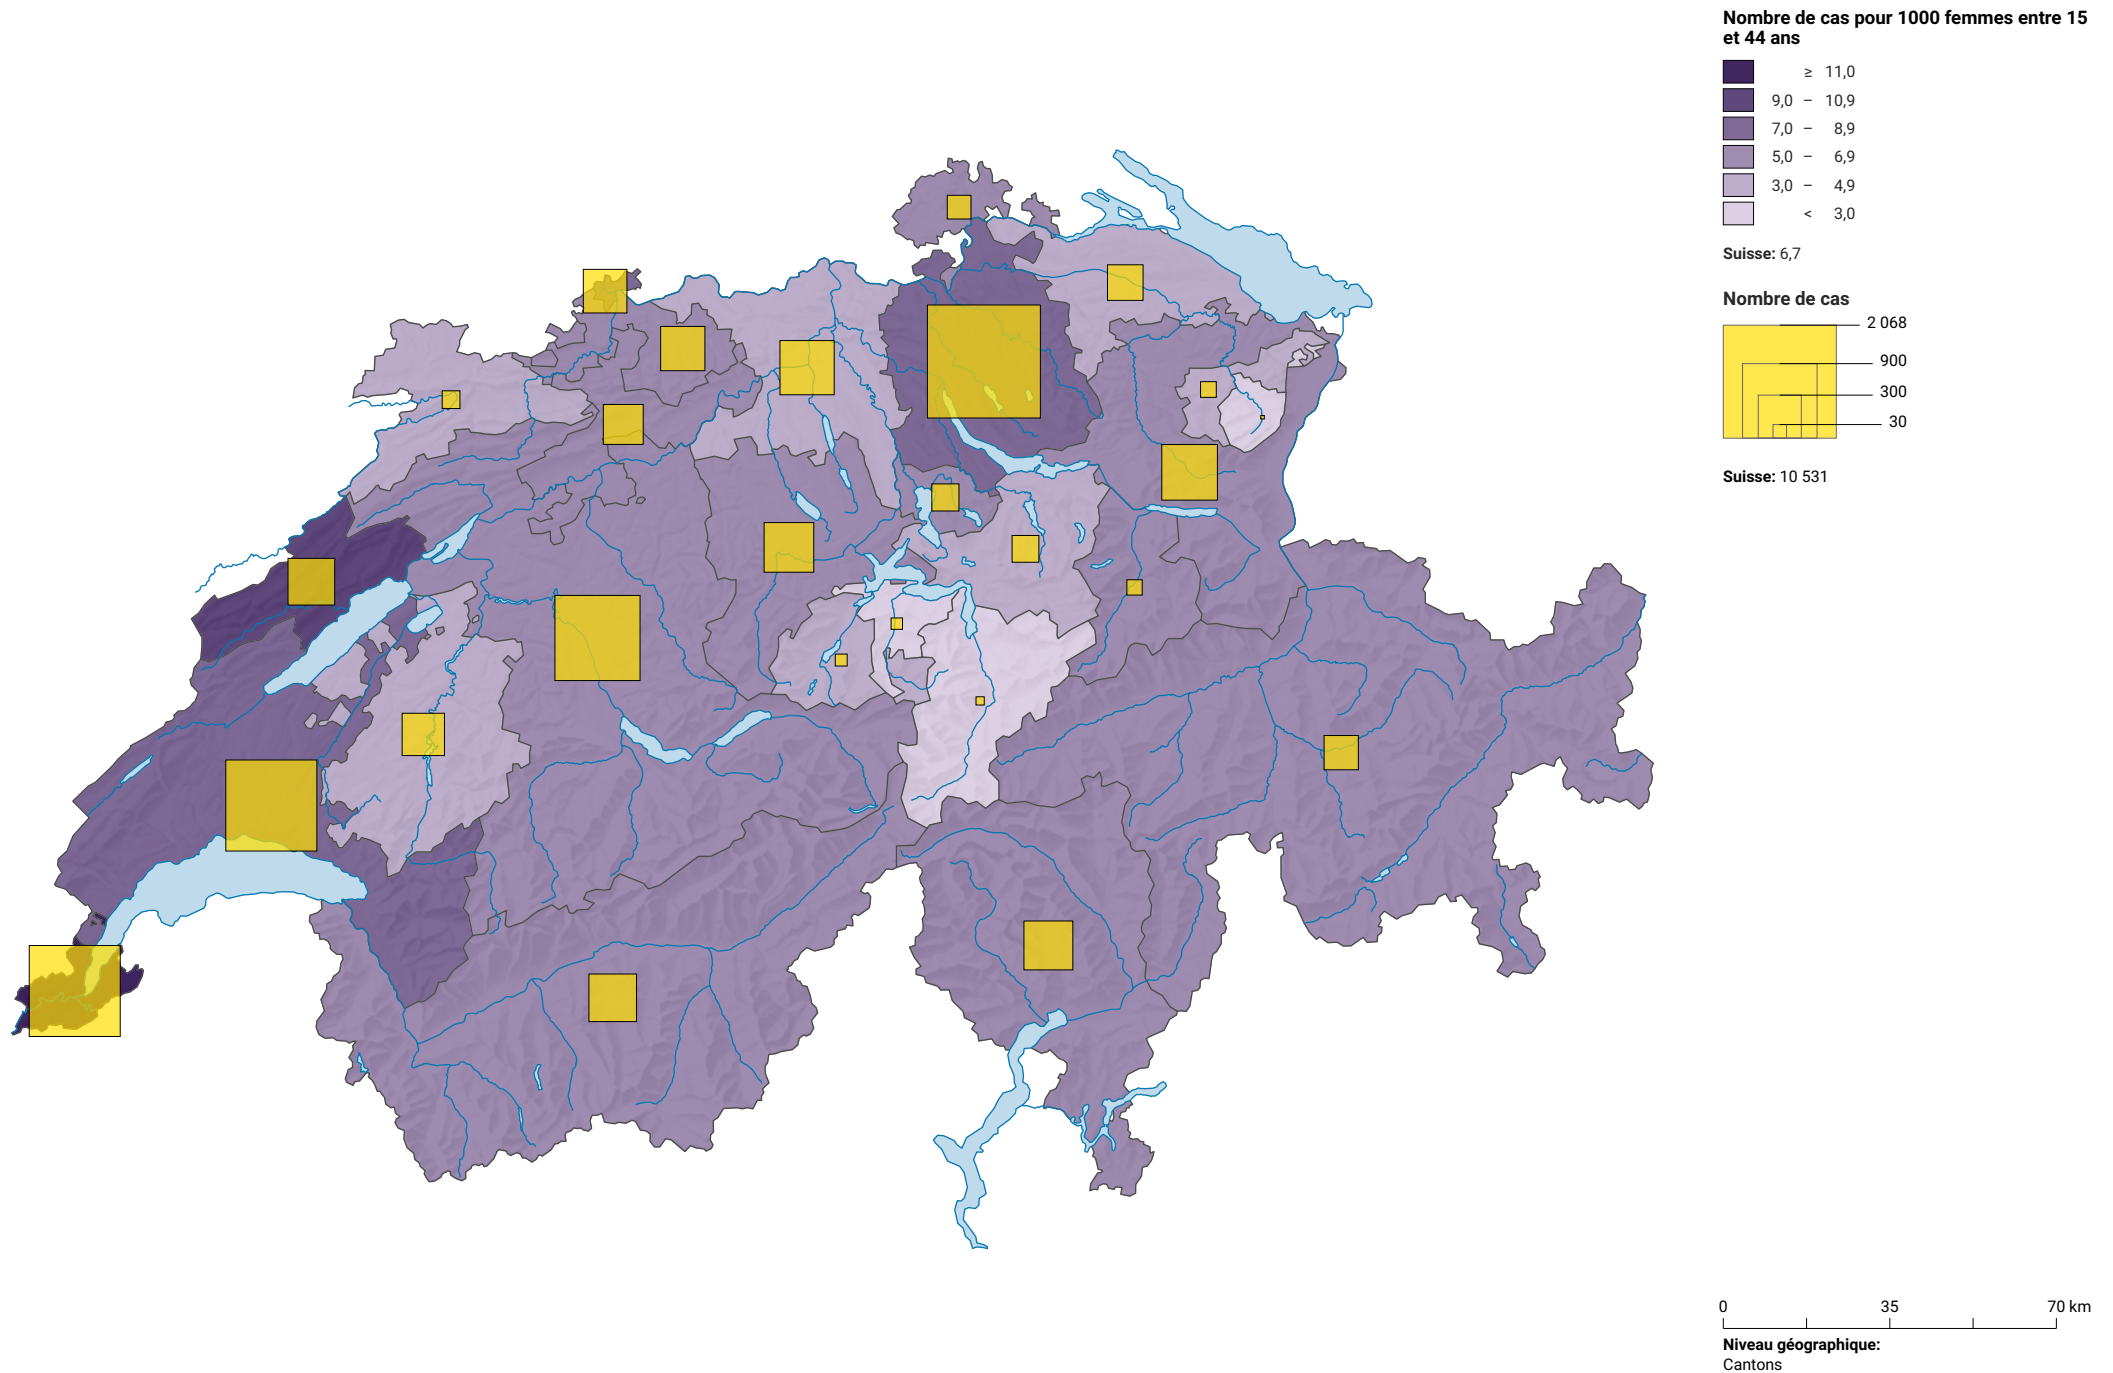 Nombre de cas pour 1000 femmes entre 15
et 44 ans
≥ 11,0
9,0 – 10,9
7,0 – 8,9
5,0 – 6,9
3,0 – 4,9
< 3,0
Suisse: 6,7
Nombre de cas
2 068
900
300
30
Suisse: 10 531
0 35 70 km
Niveau géographique:
Cantons